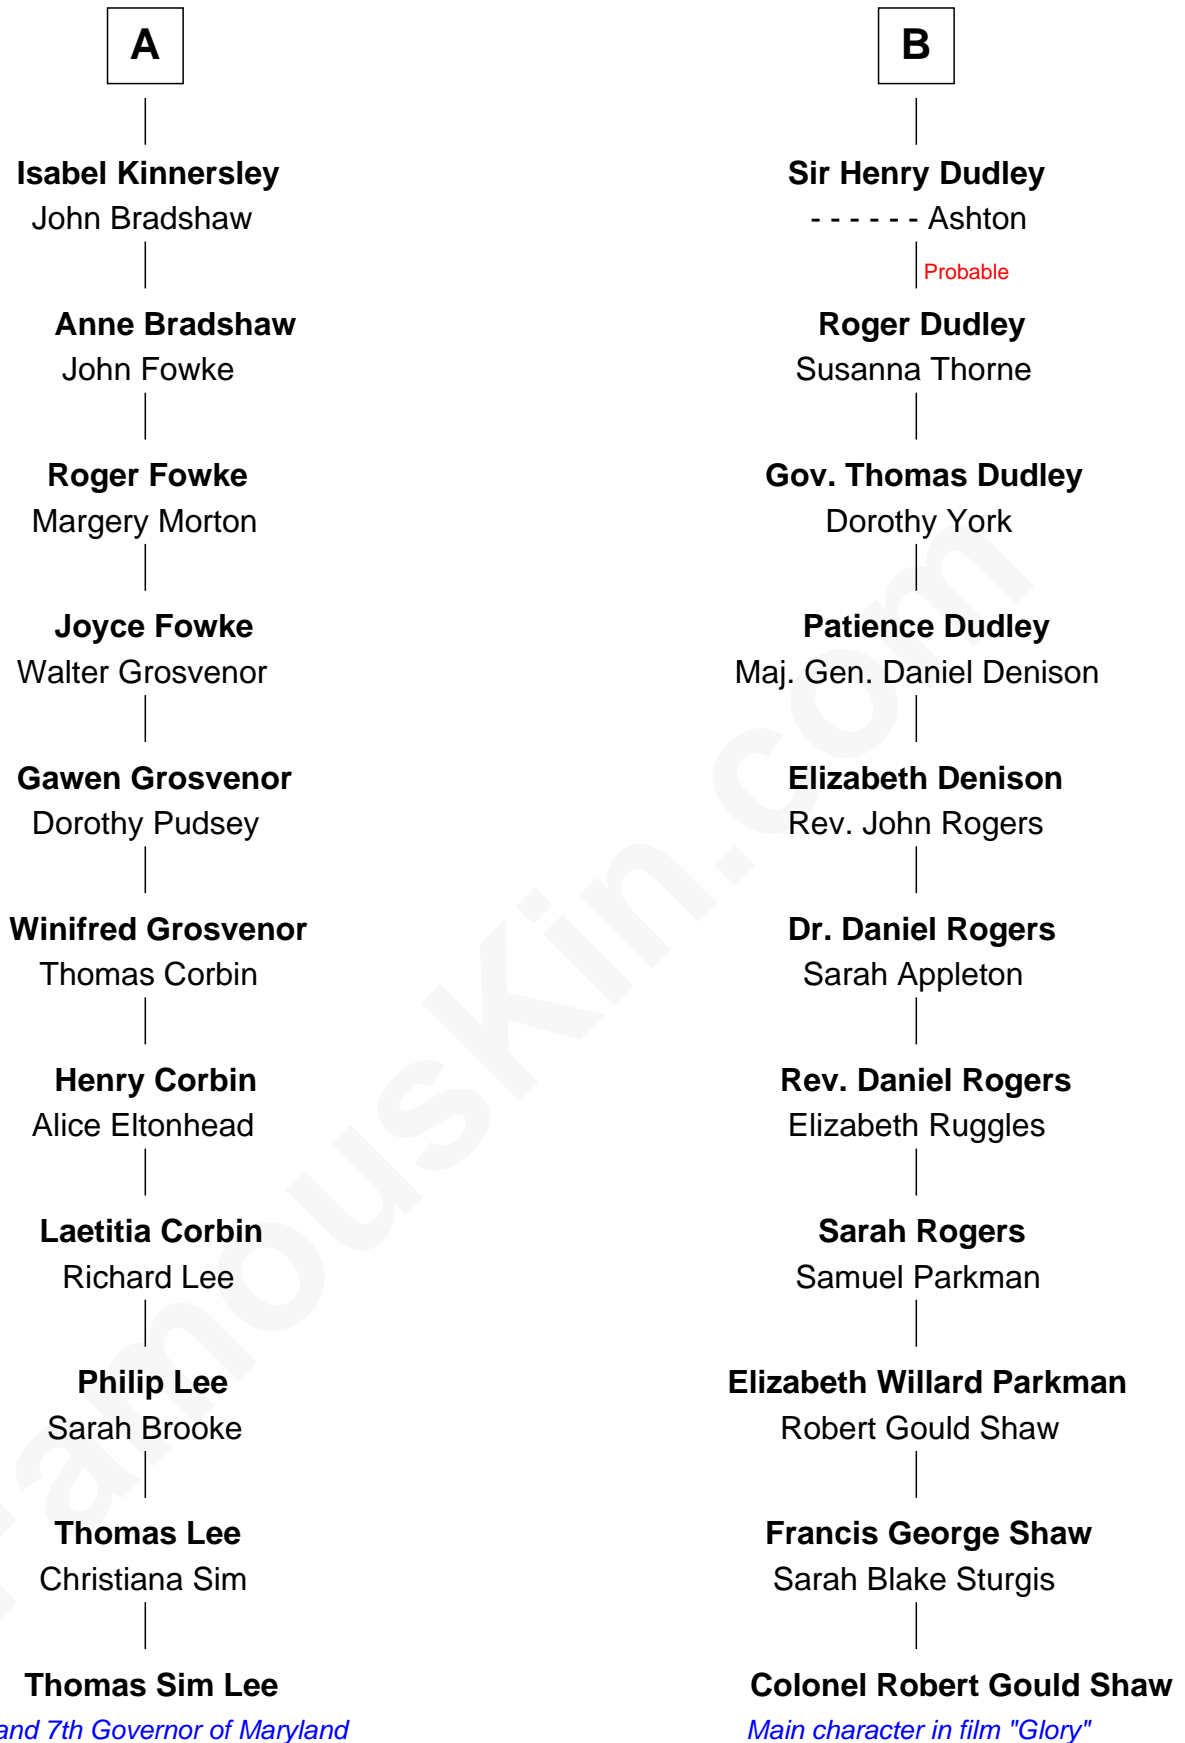 A
Isabel Kinnersley
John Bradshaw
Anne Bradshaw
John Fowke
Roger Fowke
Margery Morton
Joyce Fowke
Walter Grosvenor
Gawen Grosvenor
Dorothy Pudsey
Winifred Grosvenor
Thomas Corbin
Henry Corbin
Alice Eltonhead
Laetitia Corbin
Richard Lee
Philip Lee
Sarah Brooke
Thomas Lee
Christiana Sim
Thomas Sim Lee
and 7th Governor of Maryland
B
Sir Henry Dudley
- - - - - - Ashton
Probable
Roger Dudley
Susanna Thorne
Gov. Thomas Dudley
Dorothy York
Patience Dudley
Maj. Gen. Daniel Denison
Elizabeth Denison
Rev. John Rogers
Dr. Daniel Rogers
Sarah Appleton
Rev. Daniel Rogers
Elizabeth Ruggles
Sarah Rogers
Samuel Parkman
Elizabeth Willard Parkman
Robert Gould Shaw
Francis George Shaw
Sarah Blake Sturgis
Colonel Robert Gould Shaw
Main character in film "Glory"
FamousKin.com